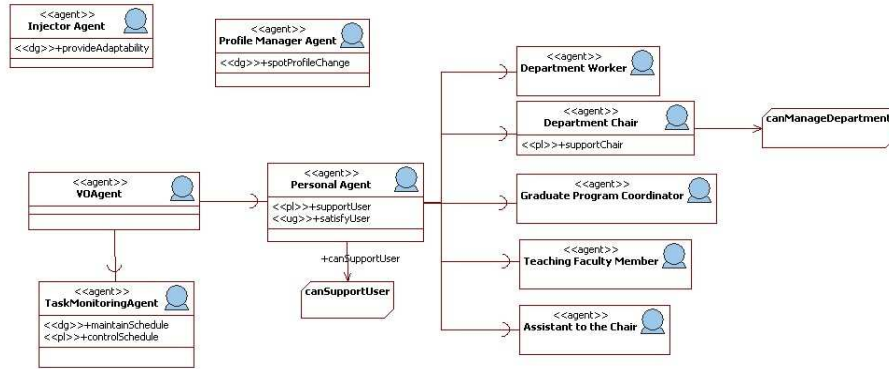 <<agent>>
Injector Agent
<<dg>>+provideAdaptability
<<agent>>
Profile Manager Agent
<<dg>>+spotProfileChange
<<agent>>
Department Worker
<<agent>>
Department Chair
<<pl>>+supportChair
canManageDepartment
<<agent>>
VOAgent
<<agent>>
Personal Agent
<<pl>>+supportUser
<<ug>>+satisfyUser
<<agent>>
Graduate Program Coordinator
+canSupportUser
canSupportUser
<<agent>>
Teaching Faculty Member
<<agent>>
TaskMonitoringAgent
<<dg>>+maintainSchedule
<<pl>>+controlSchedule
<<agent>>
Assistant to the Chair